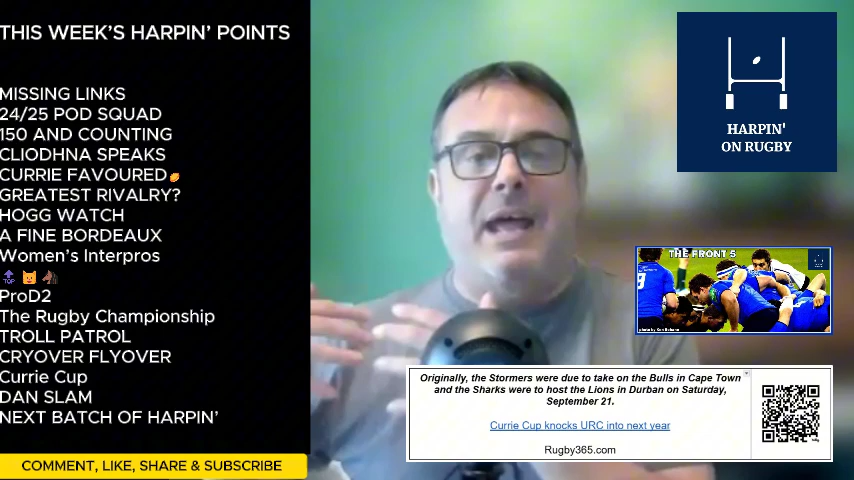 THIS WEEK'S HARPIN' POINTS
MISSING LINKS
24/25 POD SQUAD
150 AND COUNTING
CLIODHNA SPEAKS
CURRIE FAVOURED
GREATEST RIVALRY?
HOGG WATCH
A FINE BORDEAUX
Women's Interpros
TOP
ProD2
The Rugby Championship
TROLL PATROL
CRYOVER FLYOVER
Currie Cup
DAN SLAM
NEXT BATCH OF HARPIN'
COMMENT, LIKE, SHARE & SUBSCRIBE
HARPIN'
ON RUGBY
THE FRONT 5
9
Originally, the Stormers were due to take on the Bulls in Cape Town
and the Sharks were to host the Lions in Durban on Saturday,
September 21.
Currie Cup knocks URC into next year
Rugby365.com